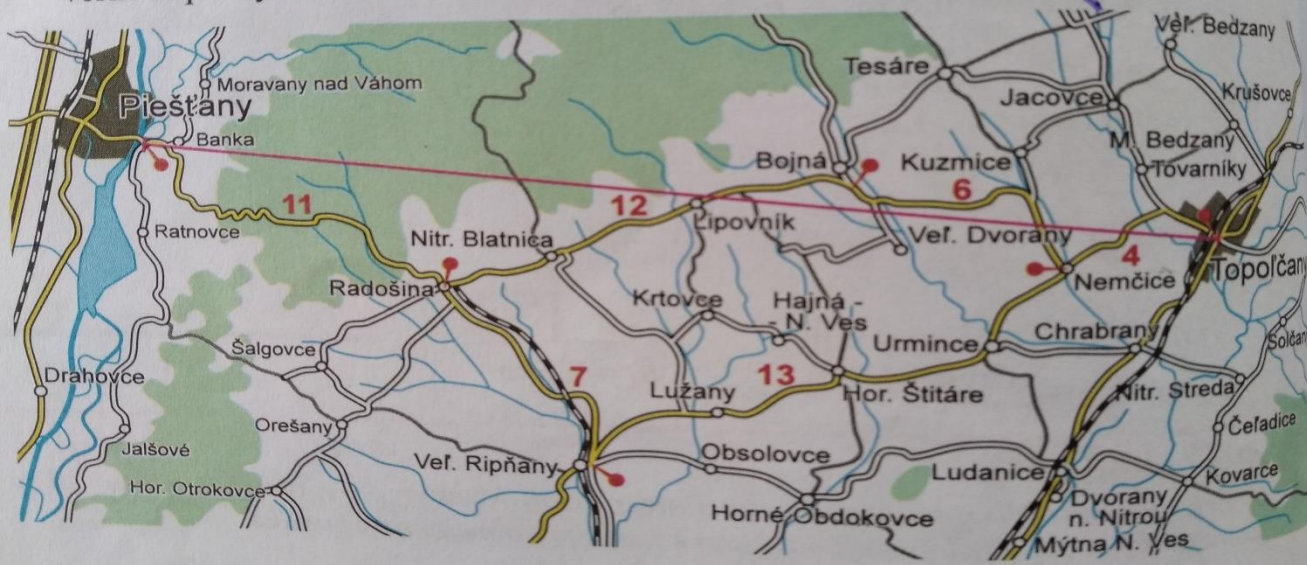 Veľ. Bedzany
Tesáre
Moravany nad Váhom
Jacovce
Krušovce
Piešťany
Banka
M. Bedzany
Bojná
Kuzmice
Tovarníky
6
11
12
Lipovník
Ratnovce
Nitr. Blatnica
Veľ. Dvorany
4
Topoľčan
Nemčice
Radošina
Krtovce
Hajná -
- N. Ves
Urmince
Chrabrany
Solčan
Šalgovce
Drahovce
7
13
Lužany
Hor. Štitáre
Nitr. Streda
Orešany
Čeľadice
Jalšové
Veľ. Ripňany
Obsolovce
Ludanice
Kovarce
Hor. Otrokovce
Dvorany
n. Nitrou
Horné Obdokovce
Mýtna N. Ves